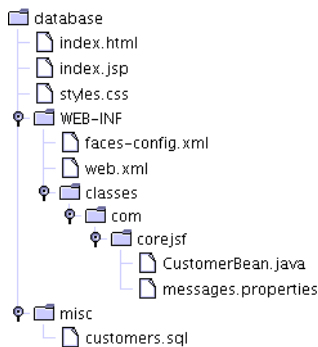 database
index.html
index.jsp
styles.css
WEB-INF
faces-config.xml
web.xml
classes
com
corejsf
CustomerBean.java
messages.properties
misc
customers.sql